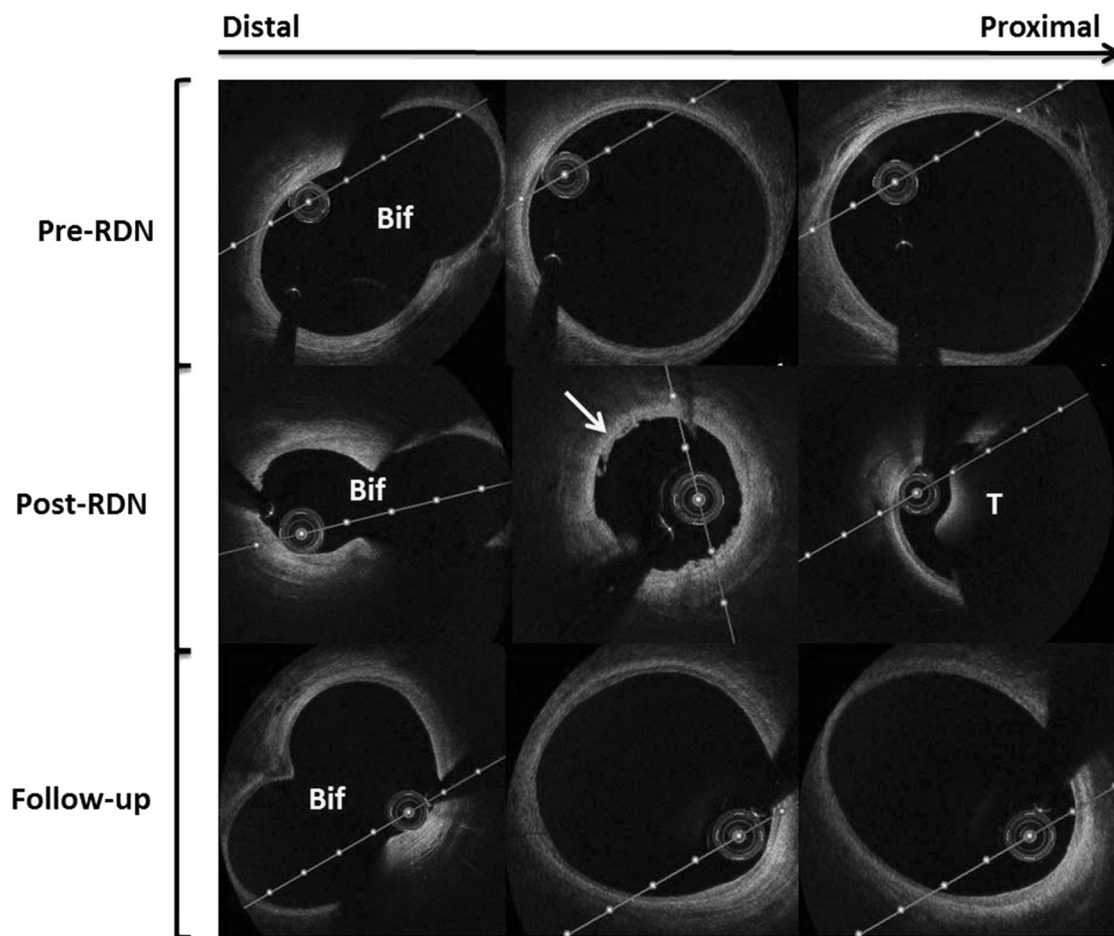 Distal Proximal
Pre-RDN
Bif
Post-RDN
Bif
T
Follow-up
Bif